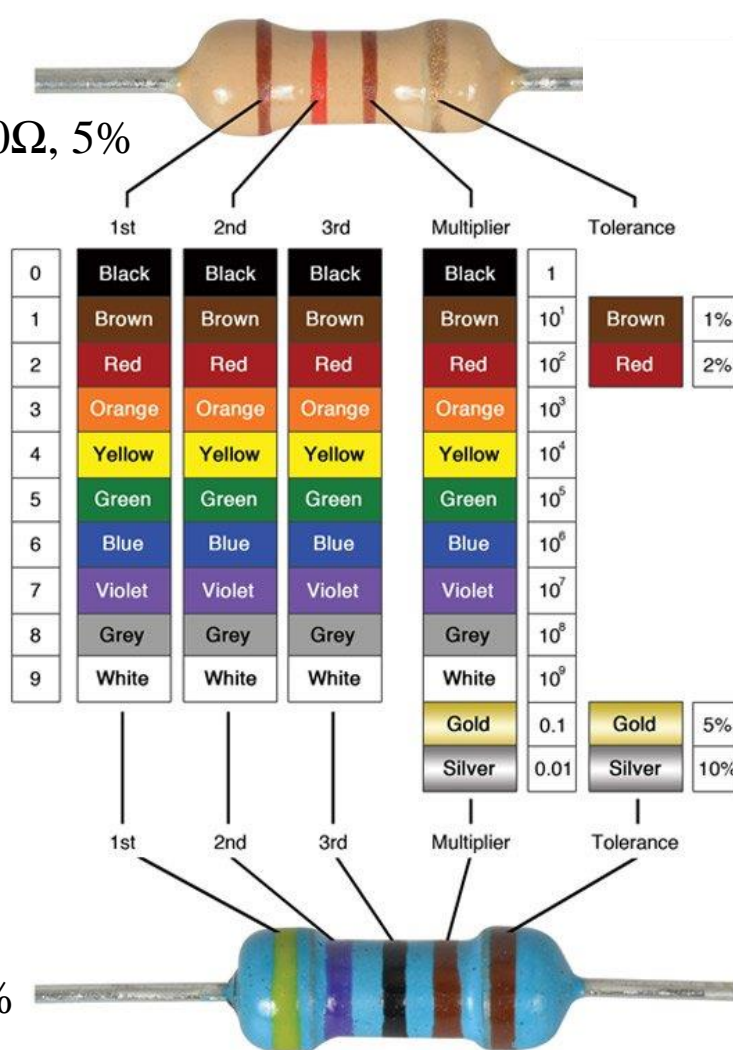 0Ω, 5%
1st 2nd 3rd Multiplier Tolerance
0 Black Black Black Black 1
1 Brown Brown Brown Brown 10¹ Brown 1%
2 Red Red Red Red 10² Red 2%
3 Orange Orange Orange Orange 10³
4 Yellow Yellow Yellow Yellow 10⁴
5 Green Green Green Green 10⁵
6 Blue Blue Blue Blue 10⁶
7 Violet Violet Violet Violet 10⁷
8 Grey Grey Grey Grey 10⁸
9 White White White White 10⁹
Gold 0.1 Gold 5%
Silver 0.01 Silver 10%
1st 2nd 3rd Multiplier Tolerance
%